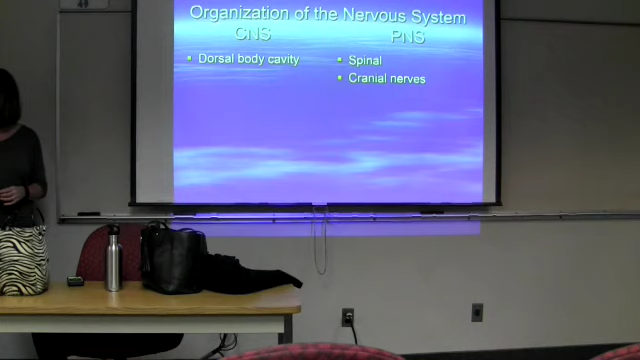 Organization of the Nervous System
CNS
PNS
Dorsal body cavity
Spinal
Cranial nerves